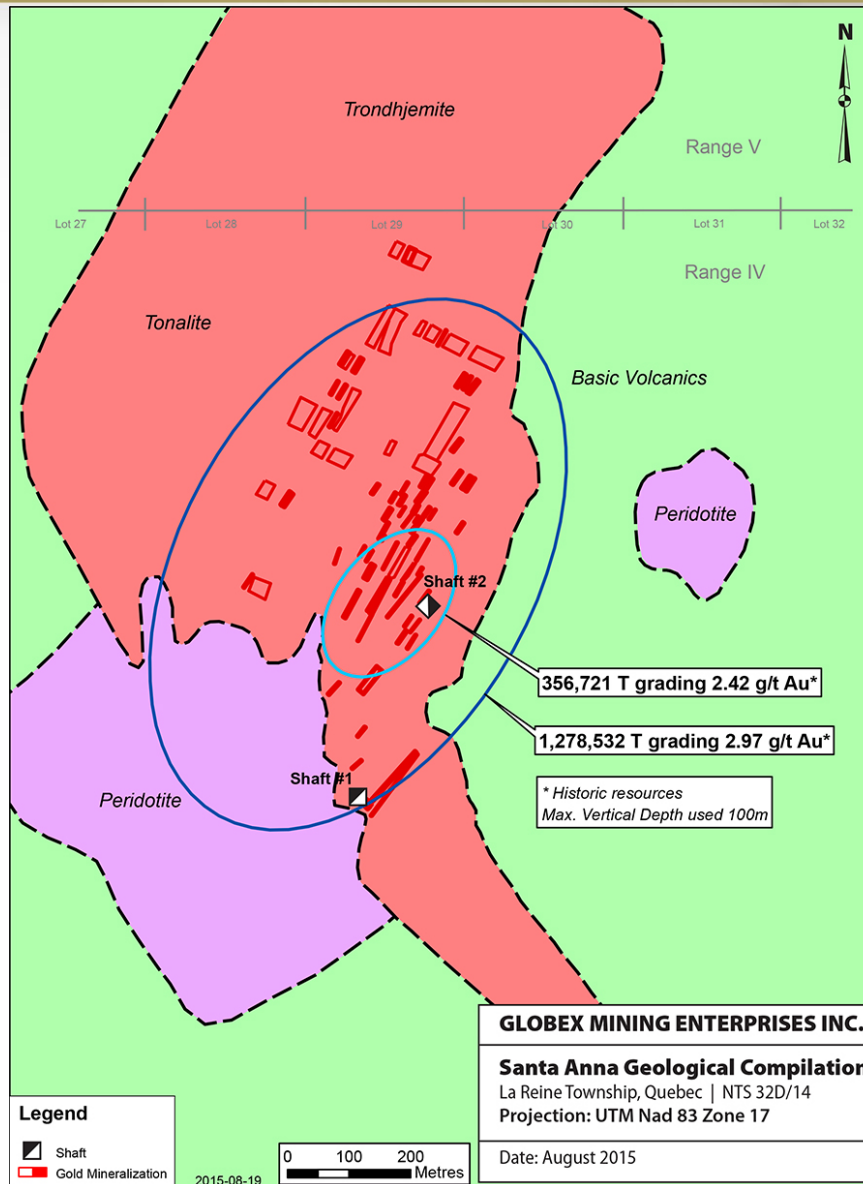 N
Trondhjemite
Range V
Lot 27
Lot 28
Lot 29
Lot 30
Lot 31
Lot 32
Range IV
Tonalite
Basic Volcanics
Peridotite
Shaft #2
356,721 T grading 2.42 g/t Au*
1,278,532 T grading 2.97 g/t Au*
Shaft #1
Peridotite
* Historic resources
Max. Vertical Depth used 100m
GLOBEX MINING ENTERPRISES INC.
Santa Anna Geological Compilation
La Reine Township, Quebec | NTS 32D/14
Projection: UTM Nad 83 Zone 17
Date: August 2015
Legend
Shaft
Gold Mineralization
2015-08-19
0 100 200
Metres